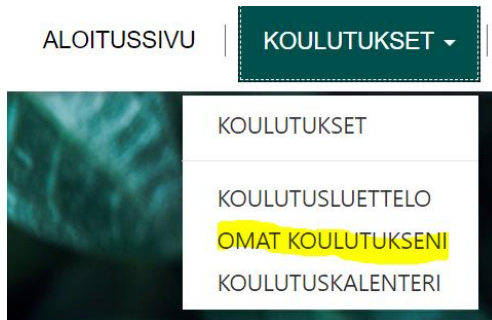 ALOITUSSIVU | KOULUTUKSET
KOULUTUKSET
KOULUTUSLUETTELO
OMAT KOULUTUKSENI
KOULUTUSKALENTERI